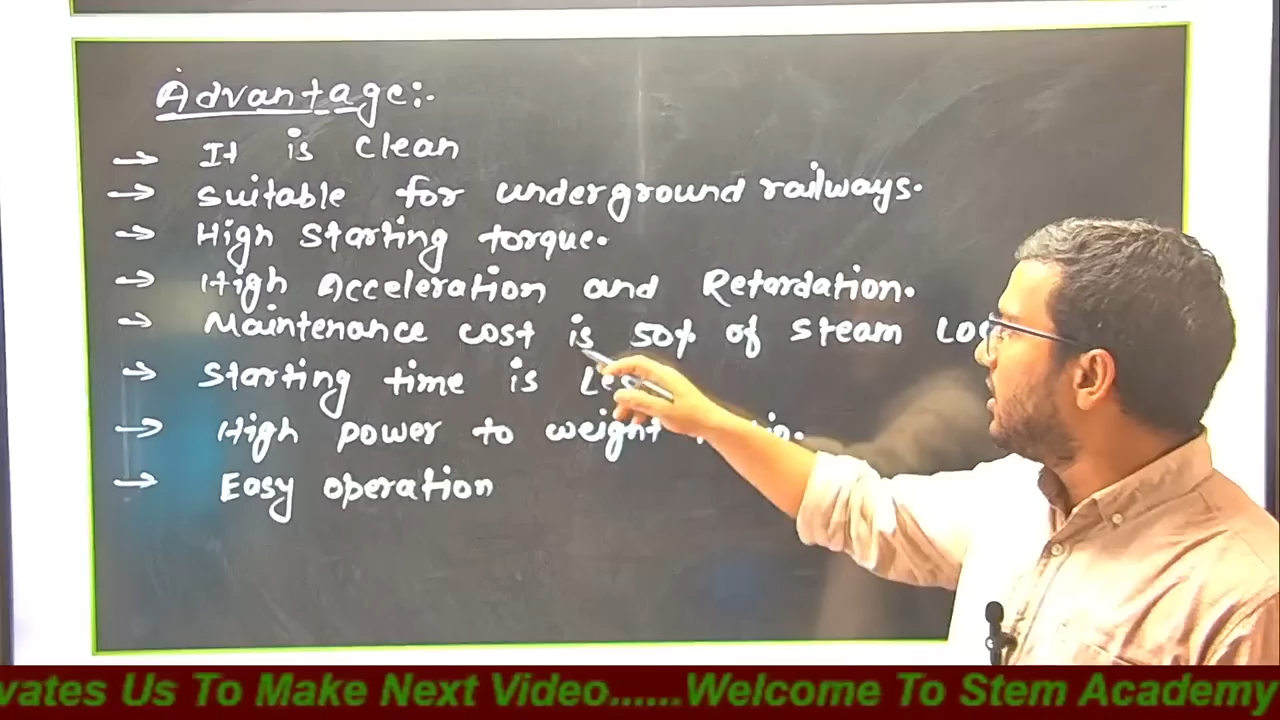 Advantage:-
→ It is clean
→ Suitable for underground railways.
→ High Starting torque.
→ High Acceleration and Retardation.
→ Maintenance cost is 50% of steam
→ Starting time is
→ High power to weight
→ Easy operation
vates Us To Make Next Video......Welcome To Stem Academy